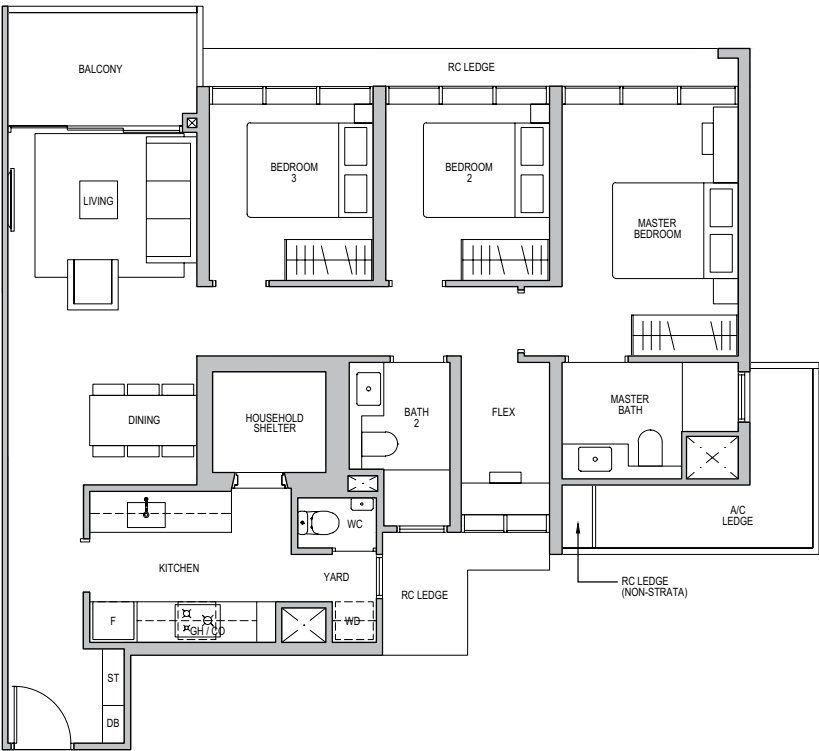 BALCONY
RC LEDGE
LIVING
BEDROOM
3
BEDROOM
2
MASTER
BEDROOM
DINING
HOUSEHOLD
SHELTER
BATH
2
FLEX
MASTER
BATH
WC
A/C
LEDGE
KITCHEN
YARD
RC LEDGE
RC LEDGE
(NON-STRATA)
F
GH / CO
WD
ST
DB